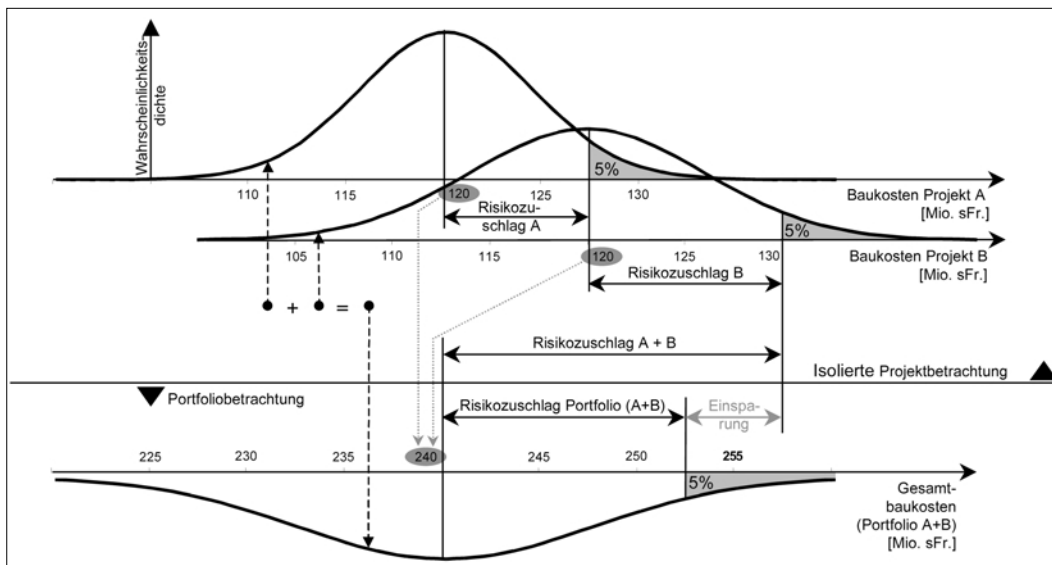 Wahrscheinlichkeits-
dichte
5%
110
115
120
125
130
Baukosten Projekt A
[Mio. sFr.]
Risikozu-
schlag A
5%
105
110
115
120
125
130
Baukosten Projekt B
[Mio. sFr.]
Risikozuschlag B
+ =
Risikozuschlag A + B
Isolierte Projektbetrachtung
Portfoliobetrachtung
Risikozuschlag Portfolio (A+B)
Einspa-
rung
225
230
235
240
245
250
255
5%
Gesamt-
baukosten
(Portfolio A+B)
[Mio. sFr.]